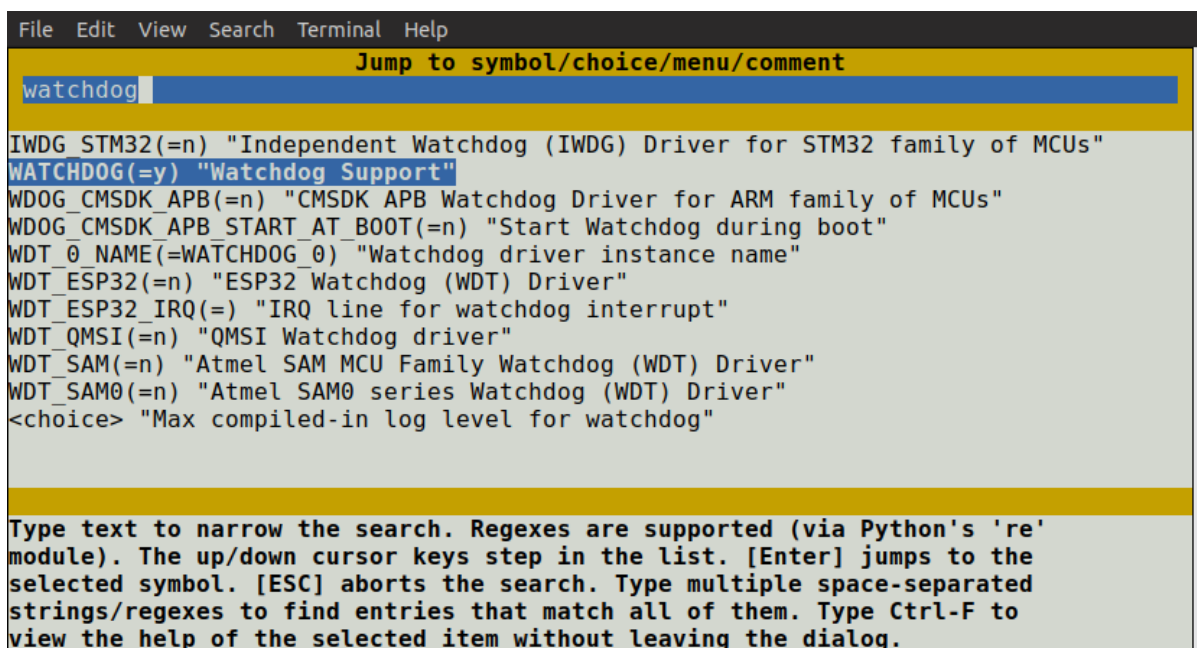 File Edit View Search Terminal Help
Jump to symbol/choice/menu/comment
watchdog
IWDG_STM32(=n) "Independent Watchdog (IWDG) Driver for STM32 family of MCUs"
WATCHDOG(=y) "Watchdog Support"
WDOG_CMSDK_APB(=n) "CMSDK APB Watchdog Driver for ARM family of MCUs"
WDOG_CMSDK_APB_START_AT_BOOT(=n) "Start Watchdog during boot"
WDT_0_NAME(=WATCHDOG_0) "Watchdog driver instance name"
WDT_ESP32(=n) "ESP32 Watchdog (WDT) Driver"
WDT_ESP32_IRQ(=) "IRQ line for watchdog interrupt"
WDT_QMSI(=n) "QMSI Watchdog driver"
WDT_SAM(=n) "Atmel SAM MCU Family Watchdog (WDT) Driver"
WDT_SAM0(=n) "Atmel SAM0 series Watchdog (WDT) Driver"
<choice> "Max compiled-in log level for watchdog"
Type text to narrow the search. Regexes are supported (via Python's 're'
module). The up/down cursor keys step in the list. [Enter] jumps to the
selected symbol. [ESC] aborts the search. Type multiple space-separated
strings/regexes to find entries that match all of them. Type Ctrl-F to
view the help of the selected item without leaving the dialog.